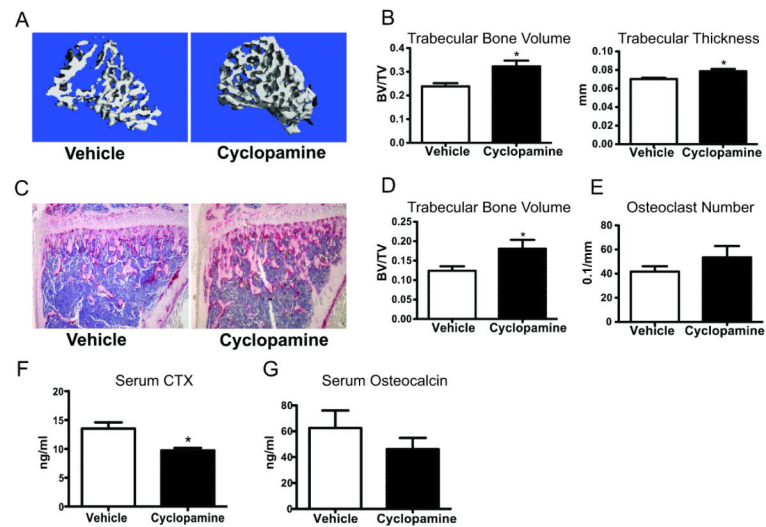 A
Vehicle
Cyclopamine
B
Trabecular Bone Volume
BV/TV
0.4
0.3
0.2
0.1
0.0
*
Vehicle
Cyclopamine
Trabecular Thickness
mm
0.10
0.08
0.06
0.04
0.02
0.00
*
Vehicle
Cyclopamine
C
Vehicle
Cyclopamine
D
Trabecular Bone Volume
BV/TV
0.25
0.20
0.15
0.10
0.05
0.00
*
Vehicle
Cyclopamine
E
Osteoclast Number
0.1/mm
80
60
40
20
0
Vehicle
Cyclopamine
F
Serum CTX
ng/ml
20
15
10
5
0
*
Vehicle
Cyclopamine
G
Serum Osteocalcin
ng/ml
80
60
40
20
0
Vehicle
Cyclopamine